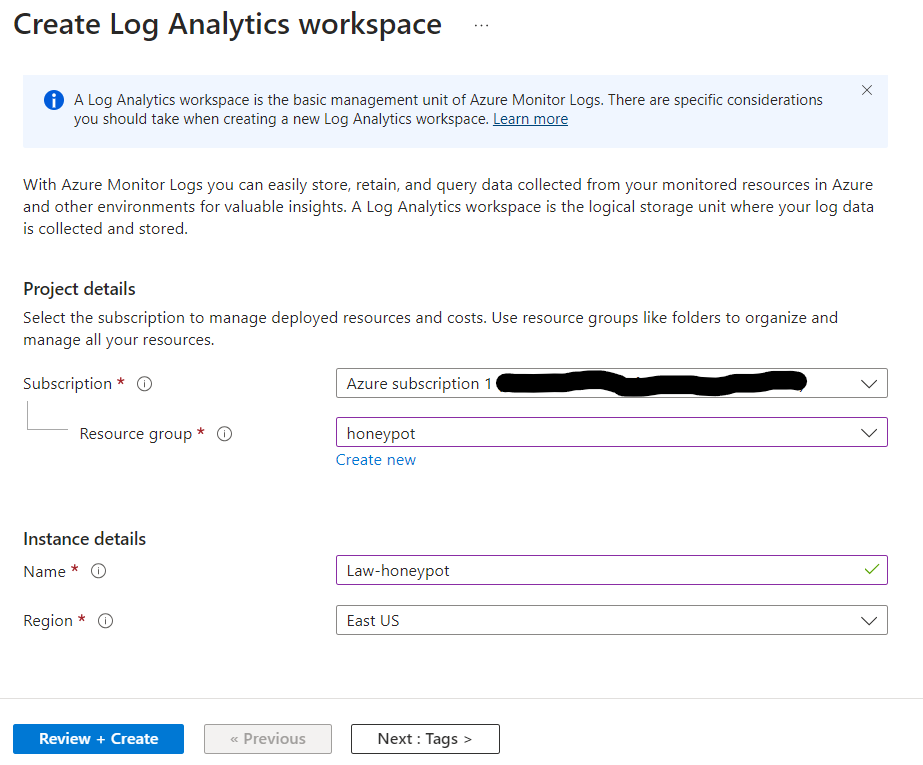 Create Log Analytics workspace ...
A Log Analytics workspace is the basic management unit of Azure Monitor Logs. There are specific considerations
you should take when creating a new Log Analytics workspace. Learn more
With Azure Monitor Logs you can easily store, retain, and query data collected from your monitored resources in Azure
and other environments for valuable insights. A Log Analytics workspace is the logical storage unit where your log data
is collected and stored.
Project details
Select the subscription to manage deployed resources and costs. Use resource groups like folders to organize and
manage all your resources.
Subscription *
Azure subscription 1
Resource group *
honeypot
Create new
Instance details
Name *
Law-honeypot
Region *
East US
Review + Create
« Previous
Next : Tags >